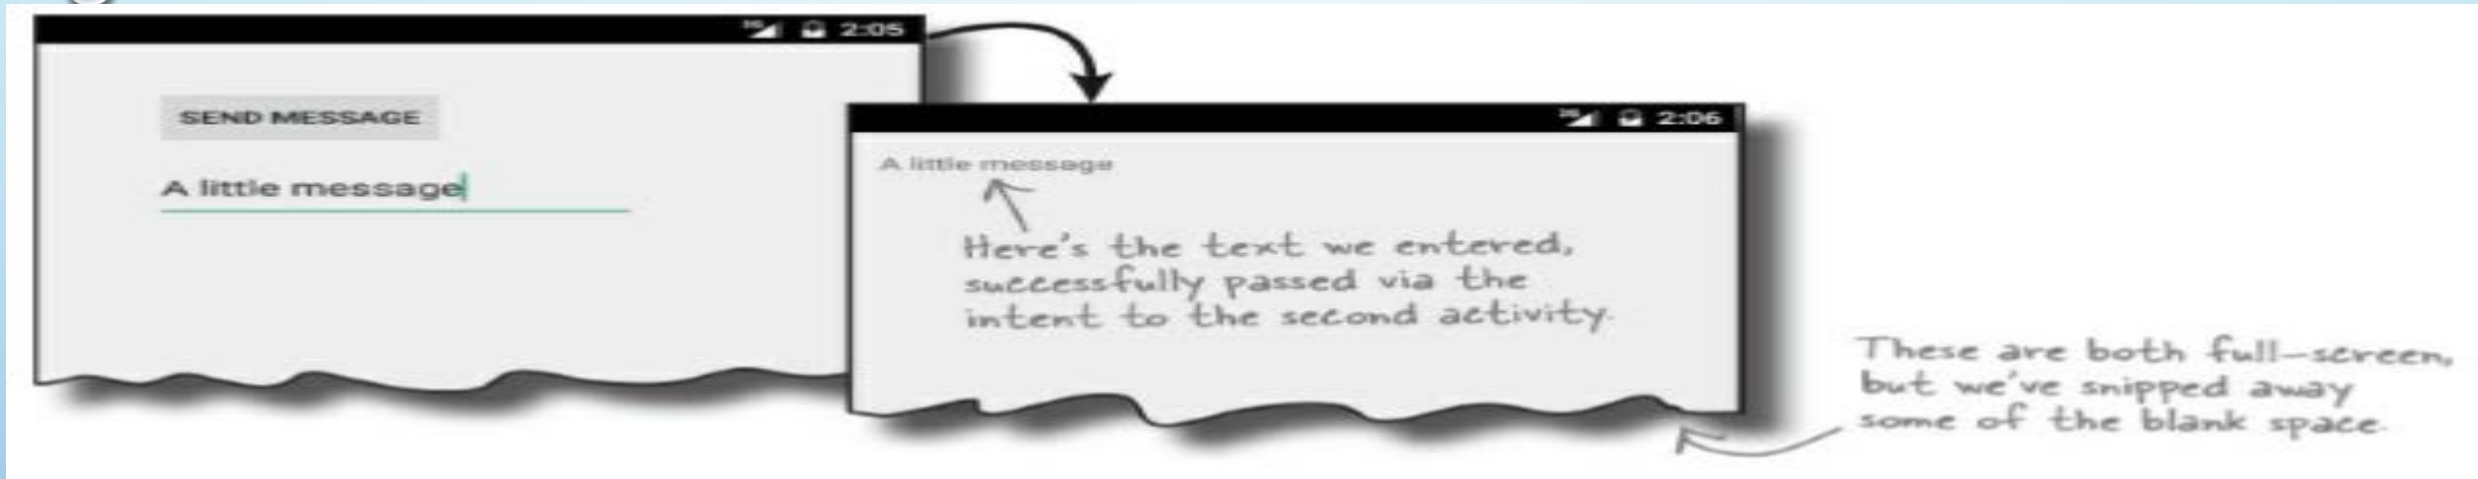 2:05
SEND MESSAGE
A little message
2:06
A little message
Here's the text we entered,
successfully passed via the
intent to the second activity.
These are both full-screen,
but we've snipped away
some of the blank space.